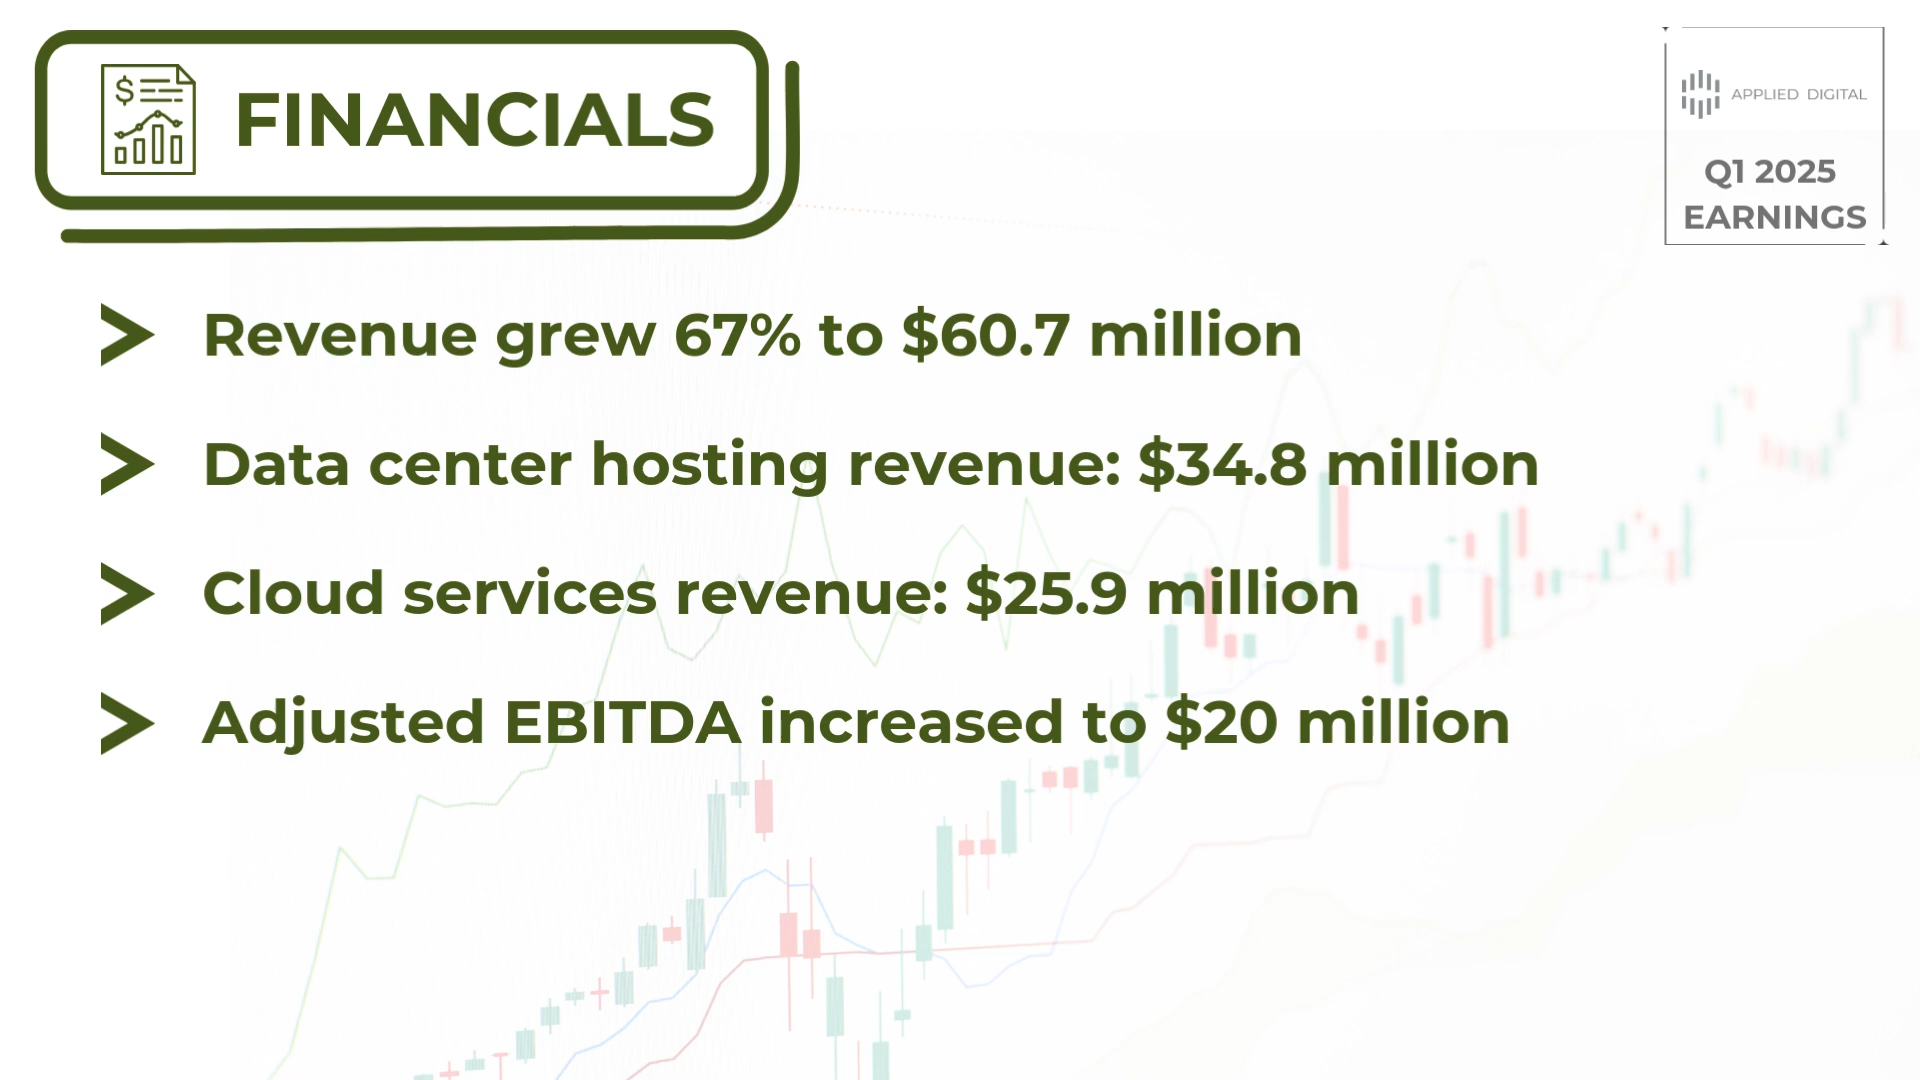 FINANCIALS
APPLIED DIGITAL
Q1 2025
EARNINGS
Revenue grew 67% to $60.7 million
Data center hosting revenue: $34.8 million
Cloud services revenue: $25.9 million
Adjusted EBITDA increased to $20 million